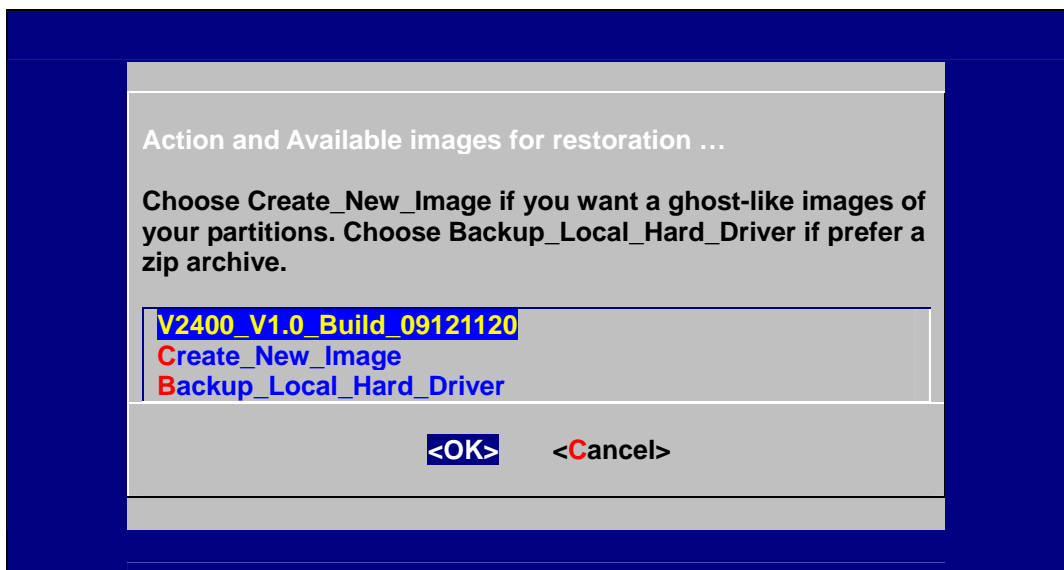 Action and Available images for restoration …
Choose Create_New_Image if you want a ghost-like images of
your partitions. Choose Backup_Local_Hard_Driver if prefer a
zip archive.
V2400_V1.0_Build_09121120
Create_New_Image
Backup_Local_Hard_Driver
<OK> <Cancel>